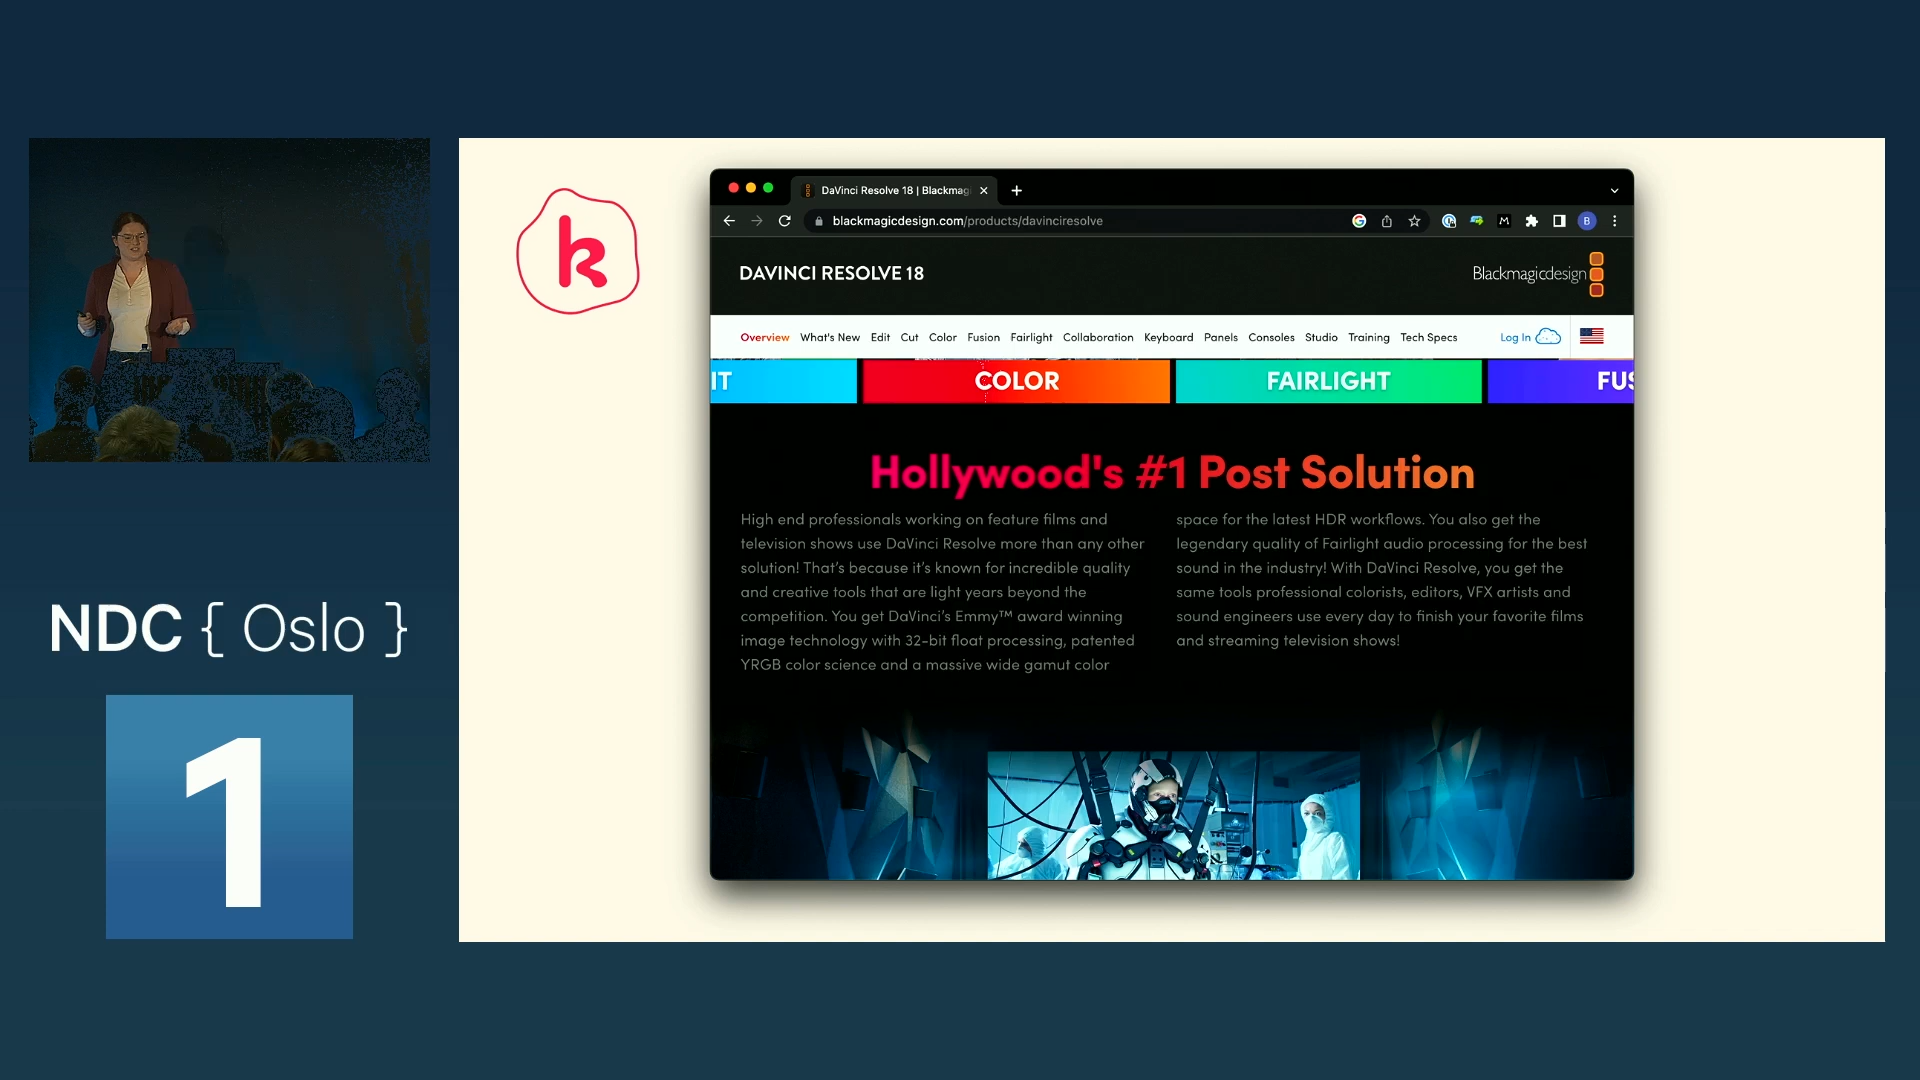 NDC { Oslo }
1
k
DaVinci Resolve 18 | Blackmag
blackmagicdesign.com/products/davinciresolve
M
B
DAVINCI RESOLVE 18
Blackmagicdesign
Overview What's New Edit Cut Color Fusion Fairlight Collaboration Keyboard Panels Consoles Studio Training Tech Specs Log In
IT COLOR FAIRLIGHT FUS
Hollywood's #1 Post Solution
High end professionals working on feature films and
television shows use DaVinci Resolve more than any other
solution! That's because it's known for incredible quality
and creative tools that are light years beyond the
competition. You get DaVinci's Emmy™ award winning
image technology with 32-bit float processing, patented
YRGB color science and a massive wide gamut color
space for the latest HDR workflows. You also get the
legendary quality of Fairlight audio processing for the best
sound in the industry! With DaVinci Resolve, you get the
same tools professional colorists, editors, VFX artists and
sound engineers use every day to finish your favorite films
and streaming television shows!